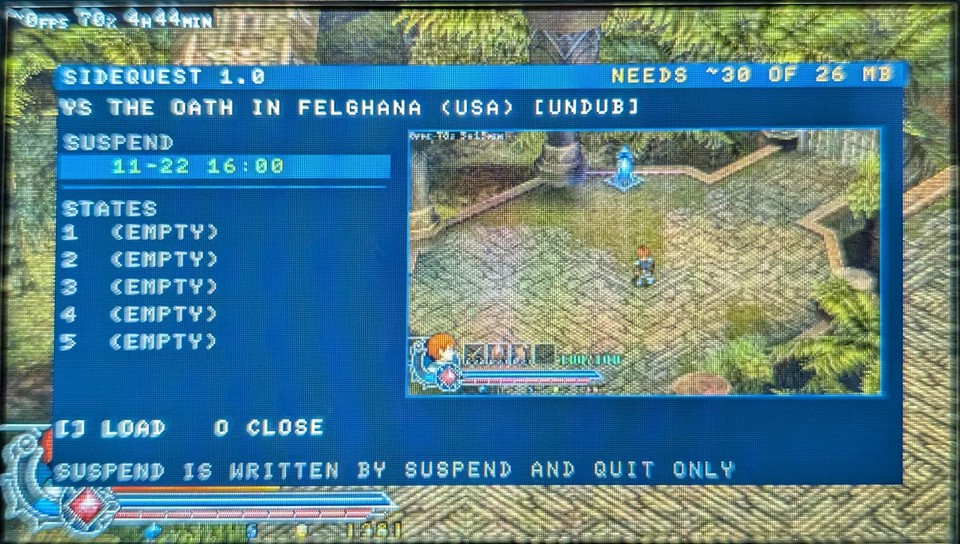 0FPS 70% 4H44MIN
SIDEQUEST 1.0
NEEDS ~30 OF 26 MB
YS THE OATH IN FELGHANA (USA) [UNDUB]
SUSPEND
11-22 16:00
STATES
1 (EMPTY)
2 (EMPTY)
3 (EMPTY)
4 (EMPTY)
5 (EMPTY)
100/100
[] LOAD O CLOSE
SUSPEND IS WRITTEN BY SUSPEND AND QUIT ONLY